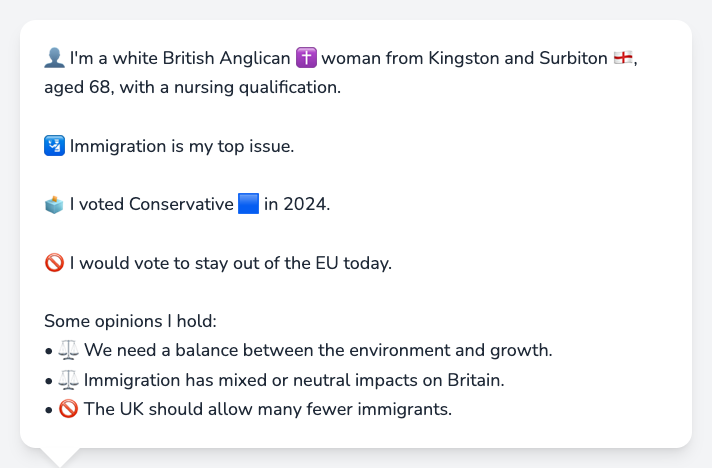 👤 I'm a white British Anglican ✝️ woman from Kingston and Surbiton 🏴󠁧󠁢󠁥󠁮󠁧󠁿,
aged 68, with a nursing qualification.
🛂 Immigration is my top issue.
🗳️ I voted Conservative 🟦 in 2024.
🚫 I would vote to stay out of the EU today.
Some opinions I hold:
• ⚖️ We need a balance between the environment and growth.
• ⚖️ Immigration has mixed or neutral impacts on Britain.
• 🚫 The UK should allow many fewer immigrants.